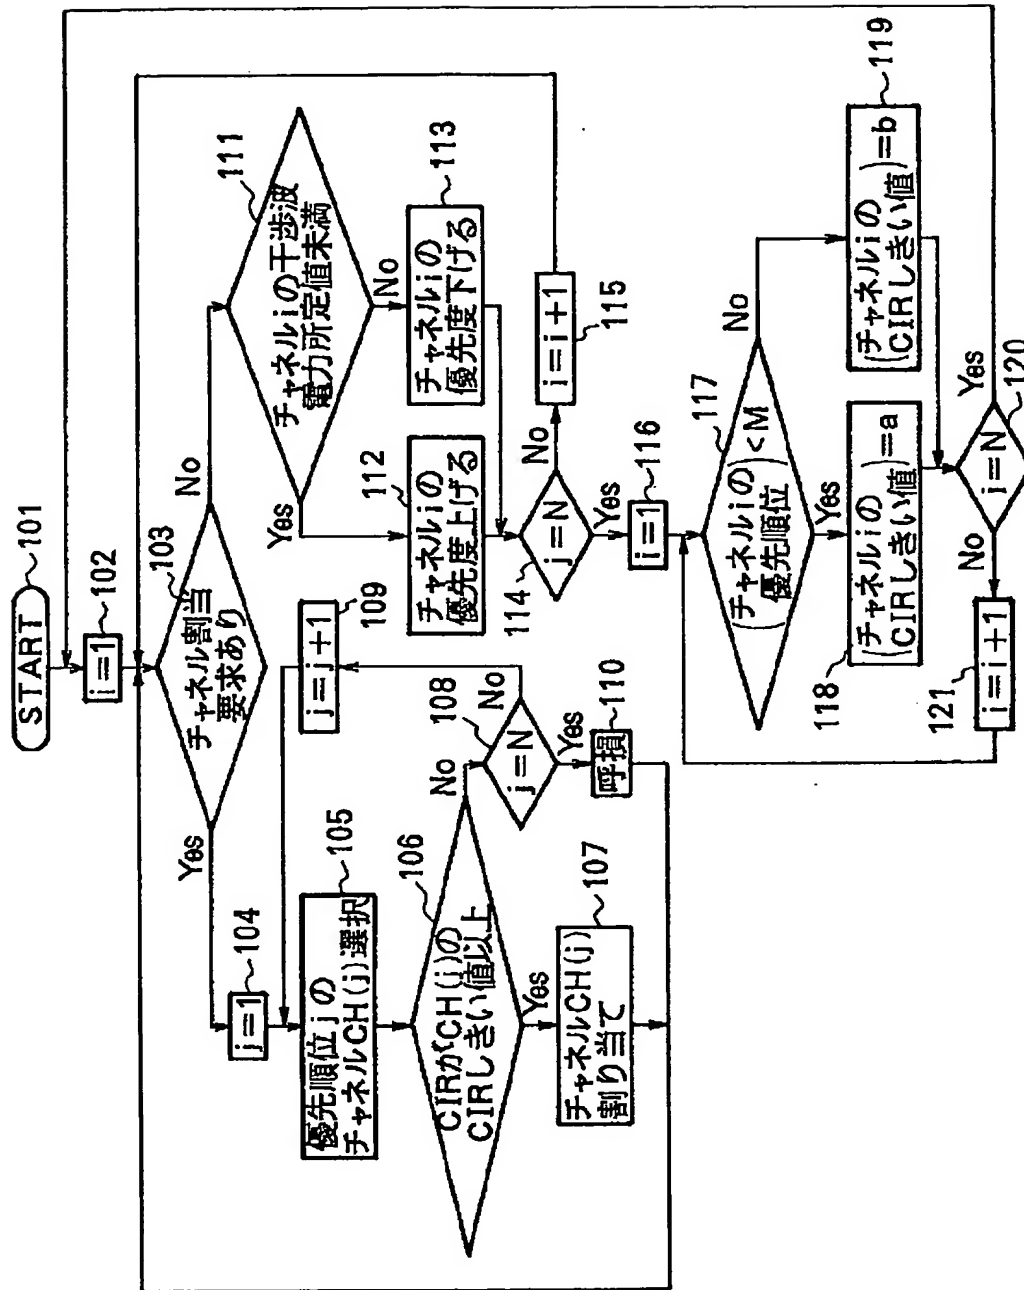 START
101
i=1
102
チャネル割当
要求あり
103
Yes
No
j=1
104
優先順位jの
チャネルCH(j)選択
105
CIRがCH(j)の
CIRしきい値以上
106
Yes
No
チャネルCH(j)
割り当て
107
j=N
108
No
Yes
j=j+1
109
呼損
110
チャネルiの干渉波
電力所定値未満
111
Yes
No
チャネルiの
優先度上げる
112
チャネルiの
優先度下げる
113
j=N
114
No
Yes
i=i+1
115
i=1
116
(チャネルiの
優先順位)<M
117
No
Yes
(チャネルiの
CIRしきい値)=a
118
(チャネルiの
CIRしきい値)=b
119
i=N
120
Yes
No
i=i+1
121